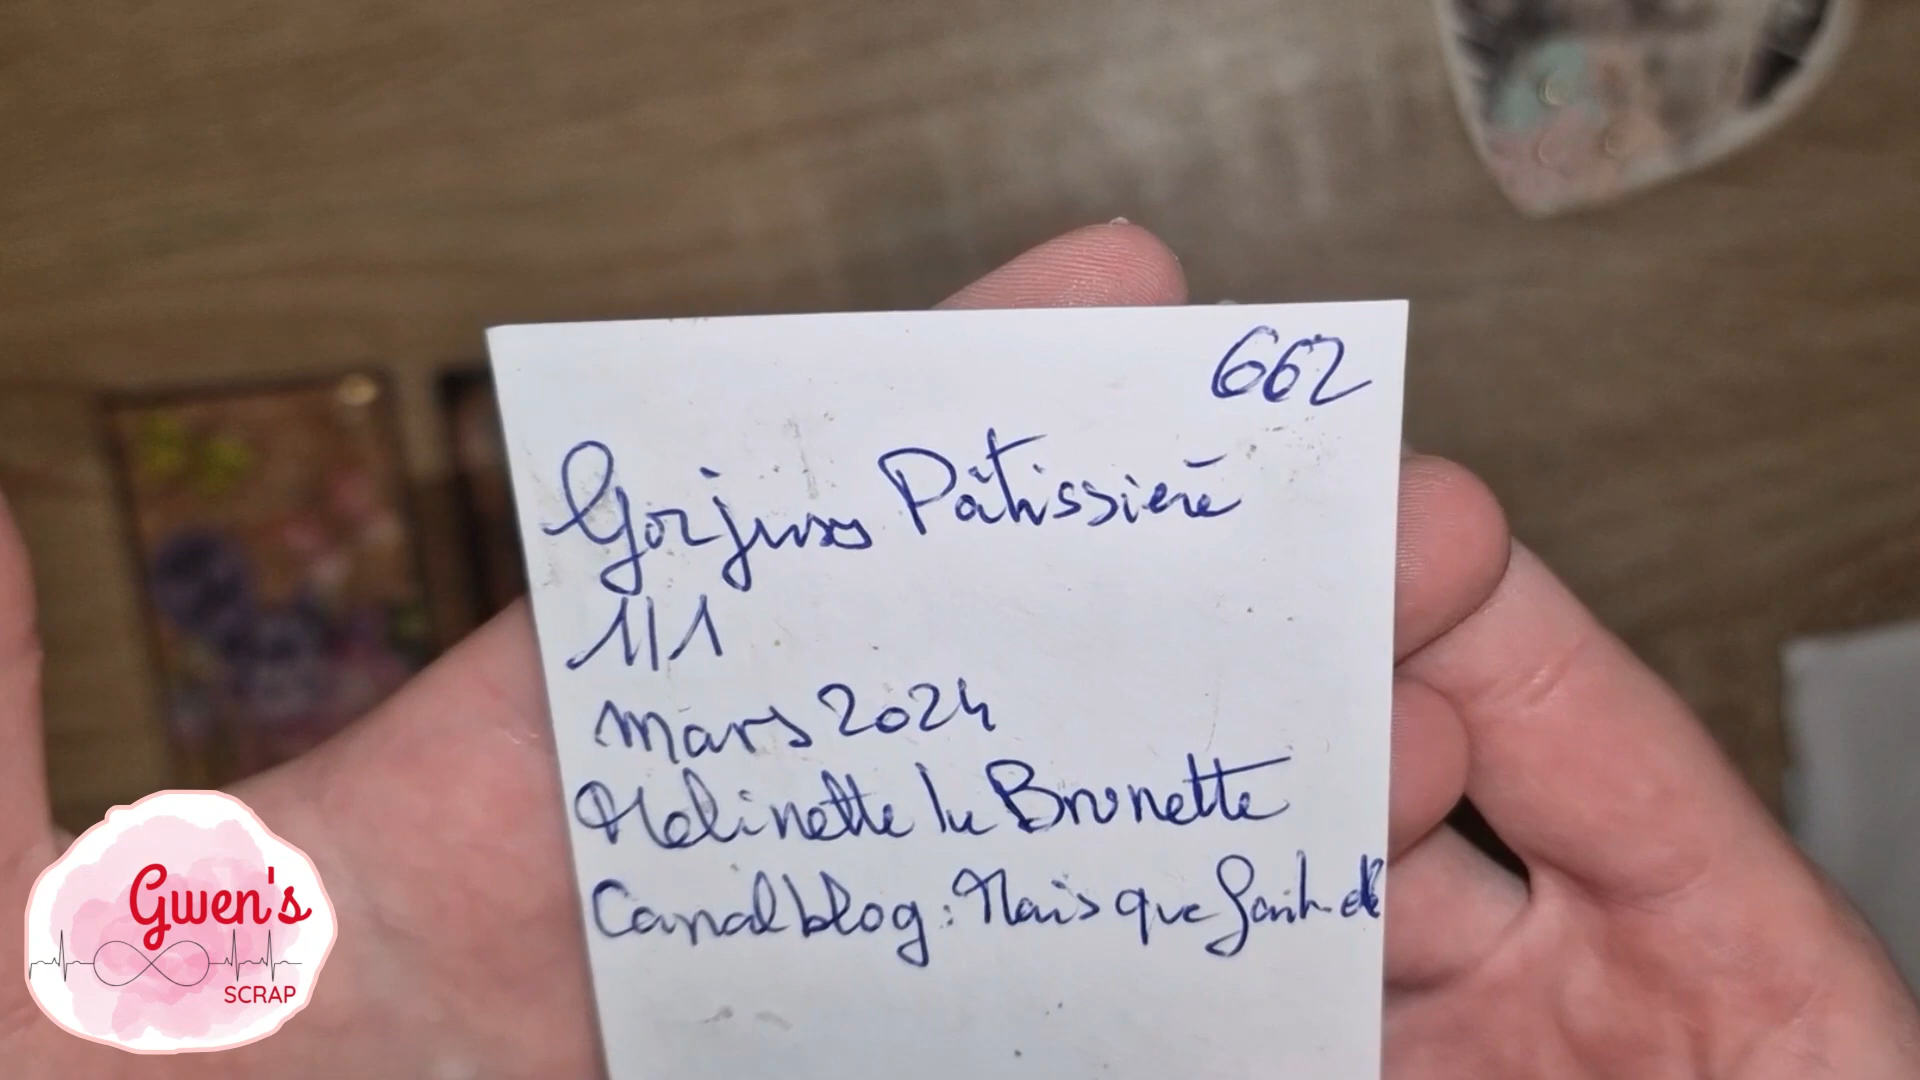 662
Gorjuss Pâtissière
1/1
mars 2024
Melinette la Brunette
Canalblog : Mais que fait-elle
Gwen's
SCRAP